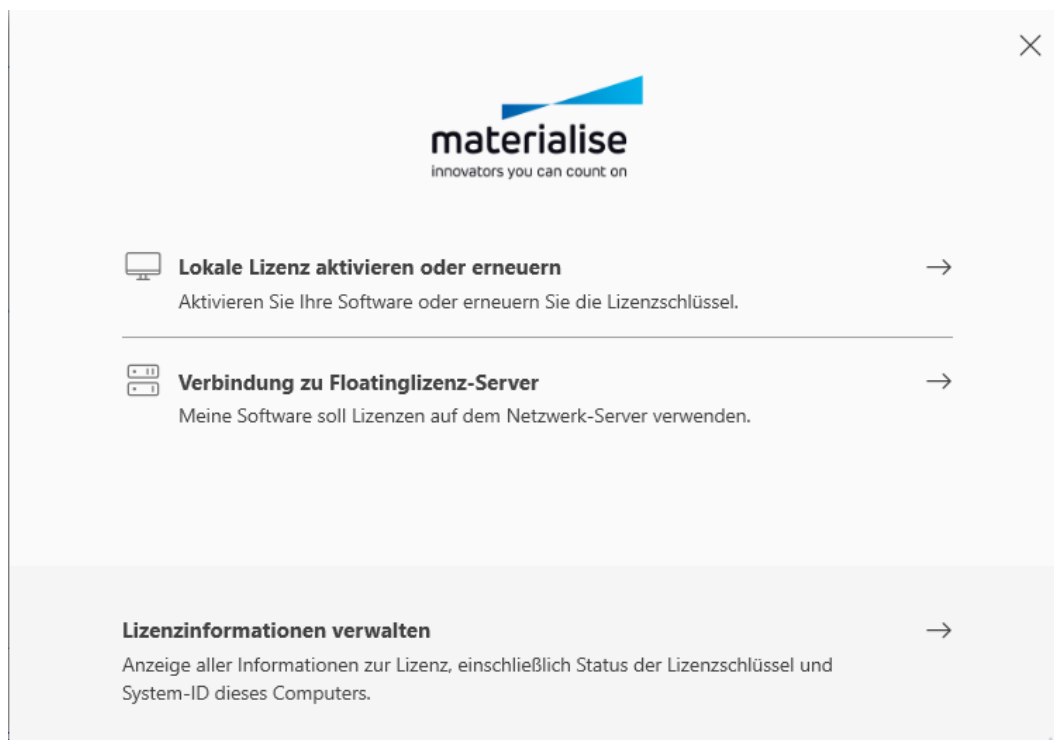 materialise
innovators you can count on
Lokale Lizenz aktivieren oder erneuern
Aktivieren Sie Ihre Software oder erneuern Sie die Lizenzschlüssel.
Verbindung zu Floatinglizenz-Server
Meine Software soll Lizenzen auf dem Netzwerk-Server verwenden.
Lizenzinformationen verwalten
Anzeige aller Informationen zur Lizenz, einschließlich Status der Lizenzschlüssel und
System-ID dieses Computers.